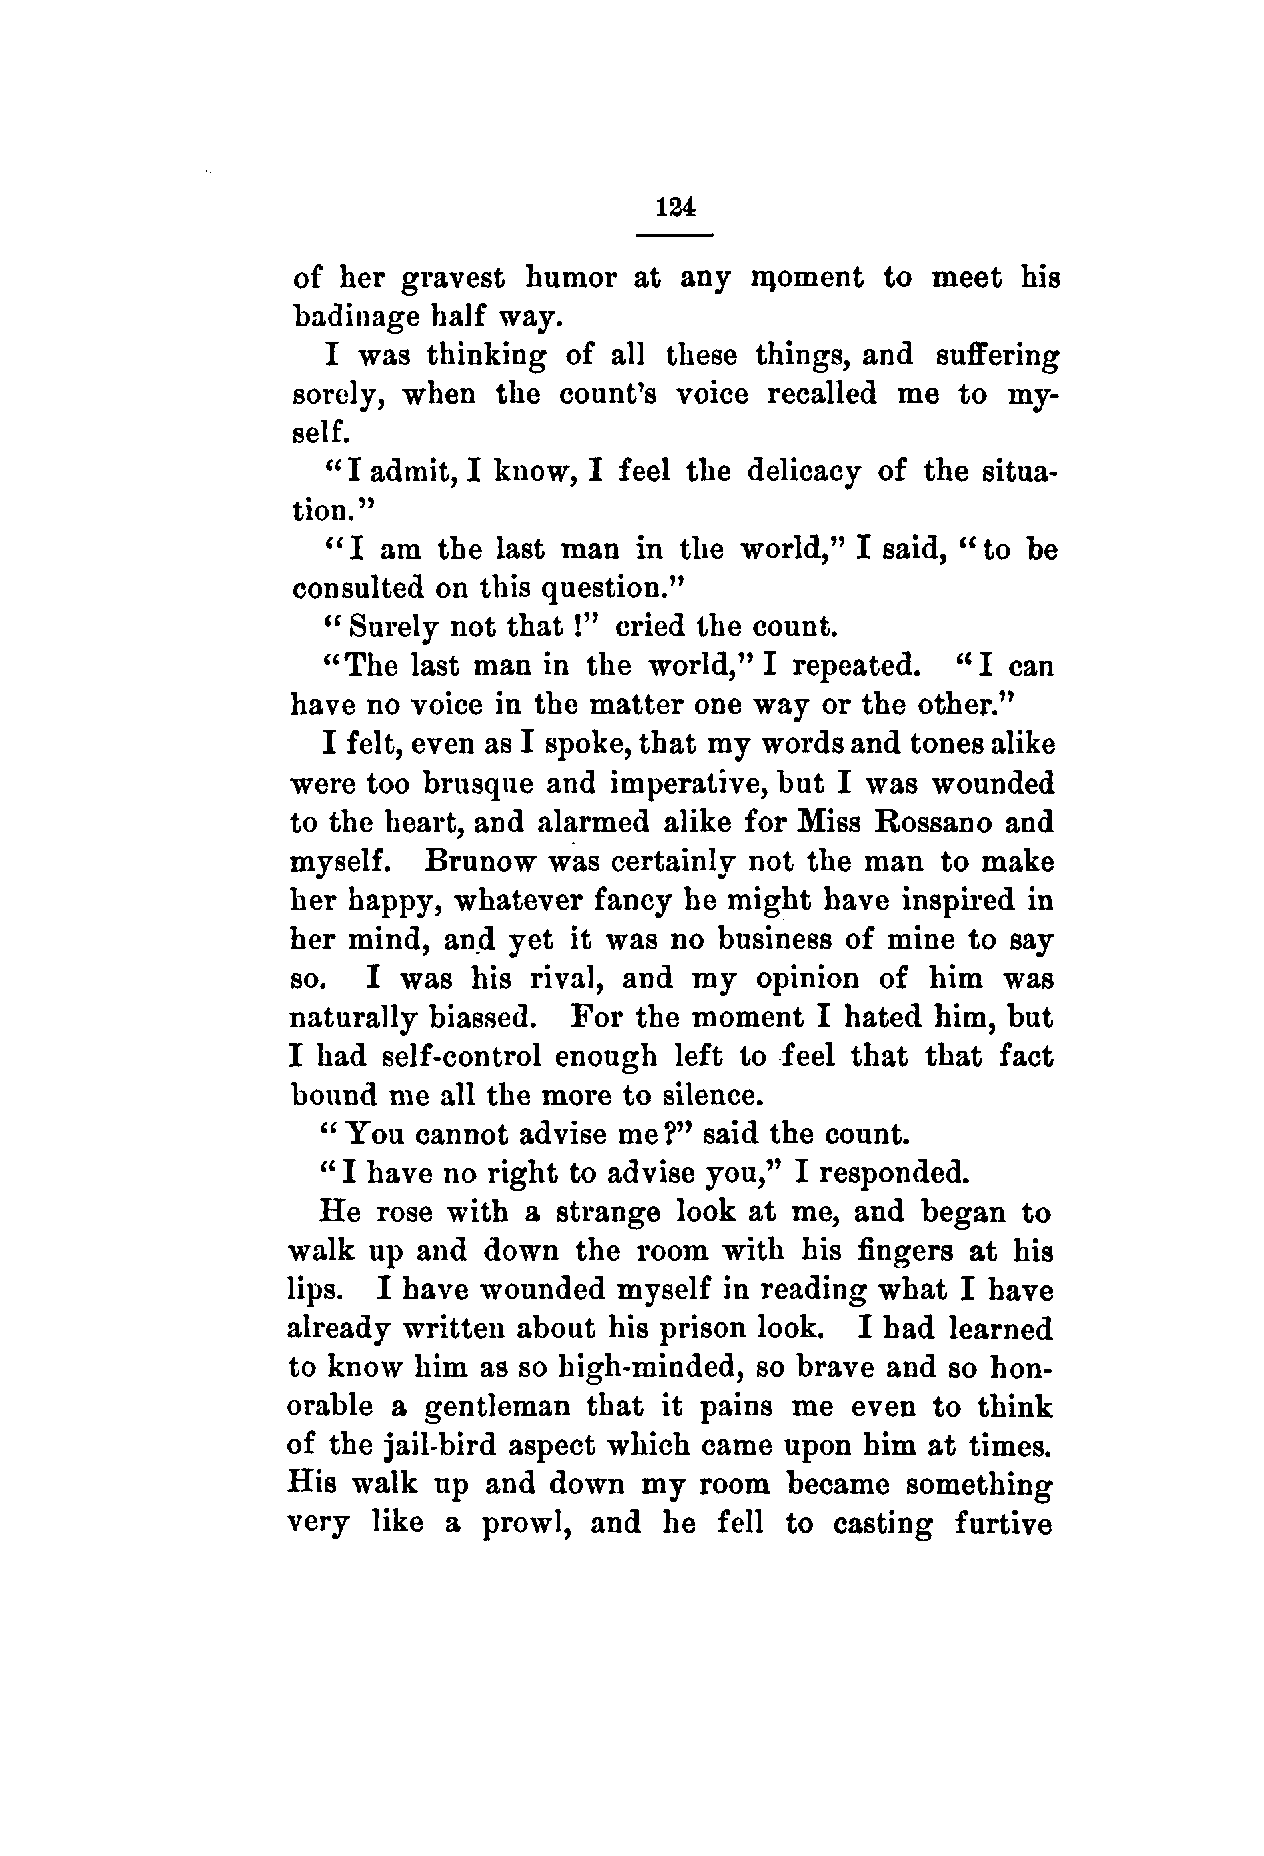 124
of her gravest humor at any moment to meet his
badinage half way.
I was thinking of all these things, and suffering
sorely, when the count's voice recalled me to my-
self.
"I admit, I know, I feel the delicacy of the situa-
tion."
"I am the last man in the world," I said, "to be
consulted on this question."
"Surely not that!" cried the count.
"The last man in the world," I repeated. "I can
have no voice in the matter one way or the other."
I felt, even as I spoke, that my words and tones alike
were too brusque and imperative, but I was wounded
to the heart, and alarmed alike for Miss Rossano and
myself. Brunow was certainly not the man to make
her happy, whatever fancy he might have inspired in
her mind, and yet it was no business of mine to say
so. I was his rival, and my opinion of him was
naturally biassed. For the moment I hated him, but
I had self-control enough left to feel that that fact
bound me all the more to silence.
"You cannot advise me?" said the count.
"I have no right to advise you," I responded.
He rose with a strange look at me, and began to
walk up and down the room with his fingers at his
lips. I have wounded myself in reading what I have
already written about his prison look. I had learned
to know him as so high-minded, so brave and so hon-
orable a gentleman that it pains me even to think
of the jail-bird aspect which came upon him at times.
His walk up and down my room became something
very like a prowl, and he fell to casting furtive